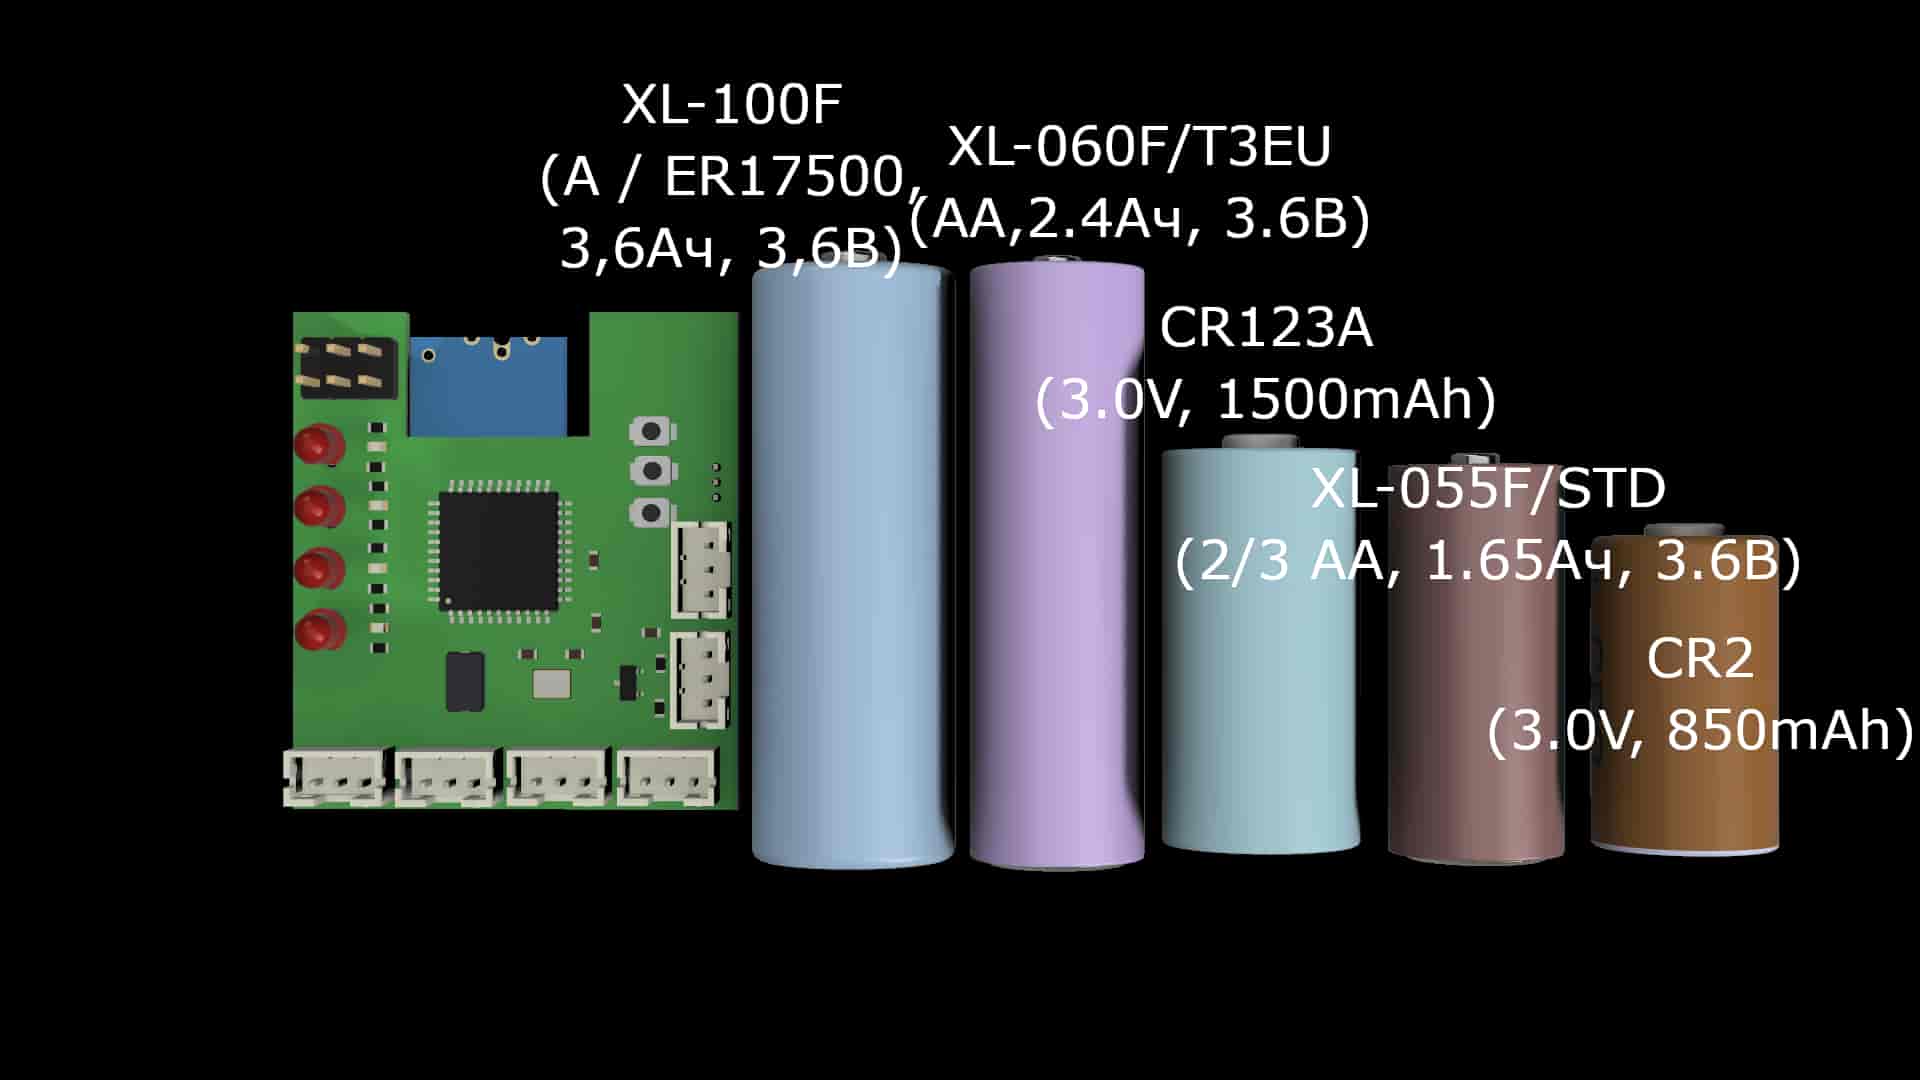 XL-100F
(A / ER17500,
3,6Ач, 3,6В)
XL-060F/T3EU
(AA,2.4Ач, 3.6В)
CR123A
(3.0V, 1500mAh)
XL-055F/STD
(2/3 AA, 1.65Ач, 3.6В)
CR2
(3.0V, 850mAh)